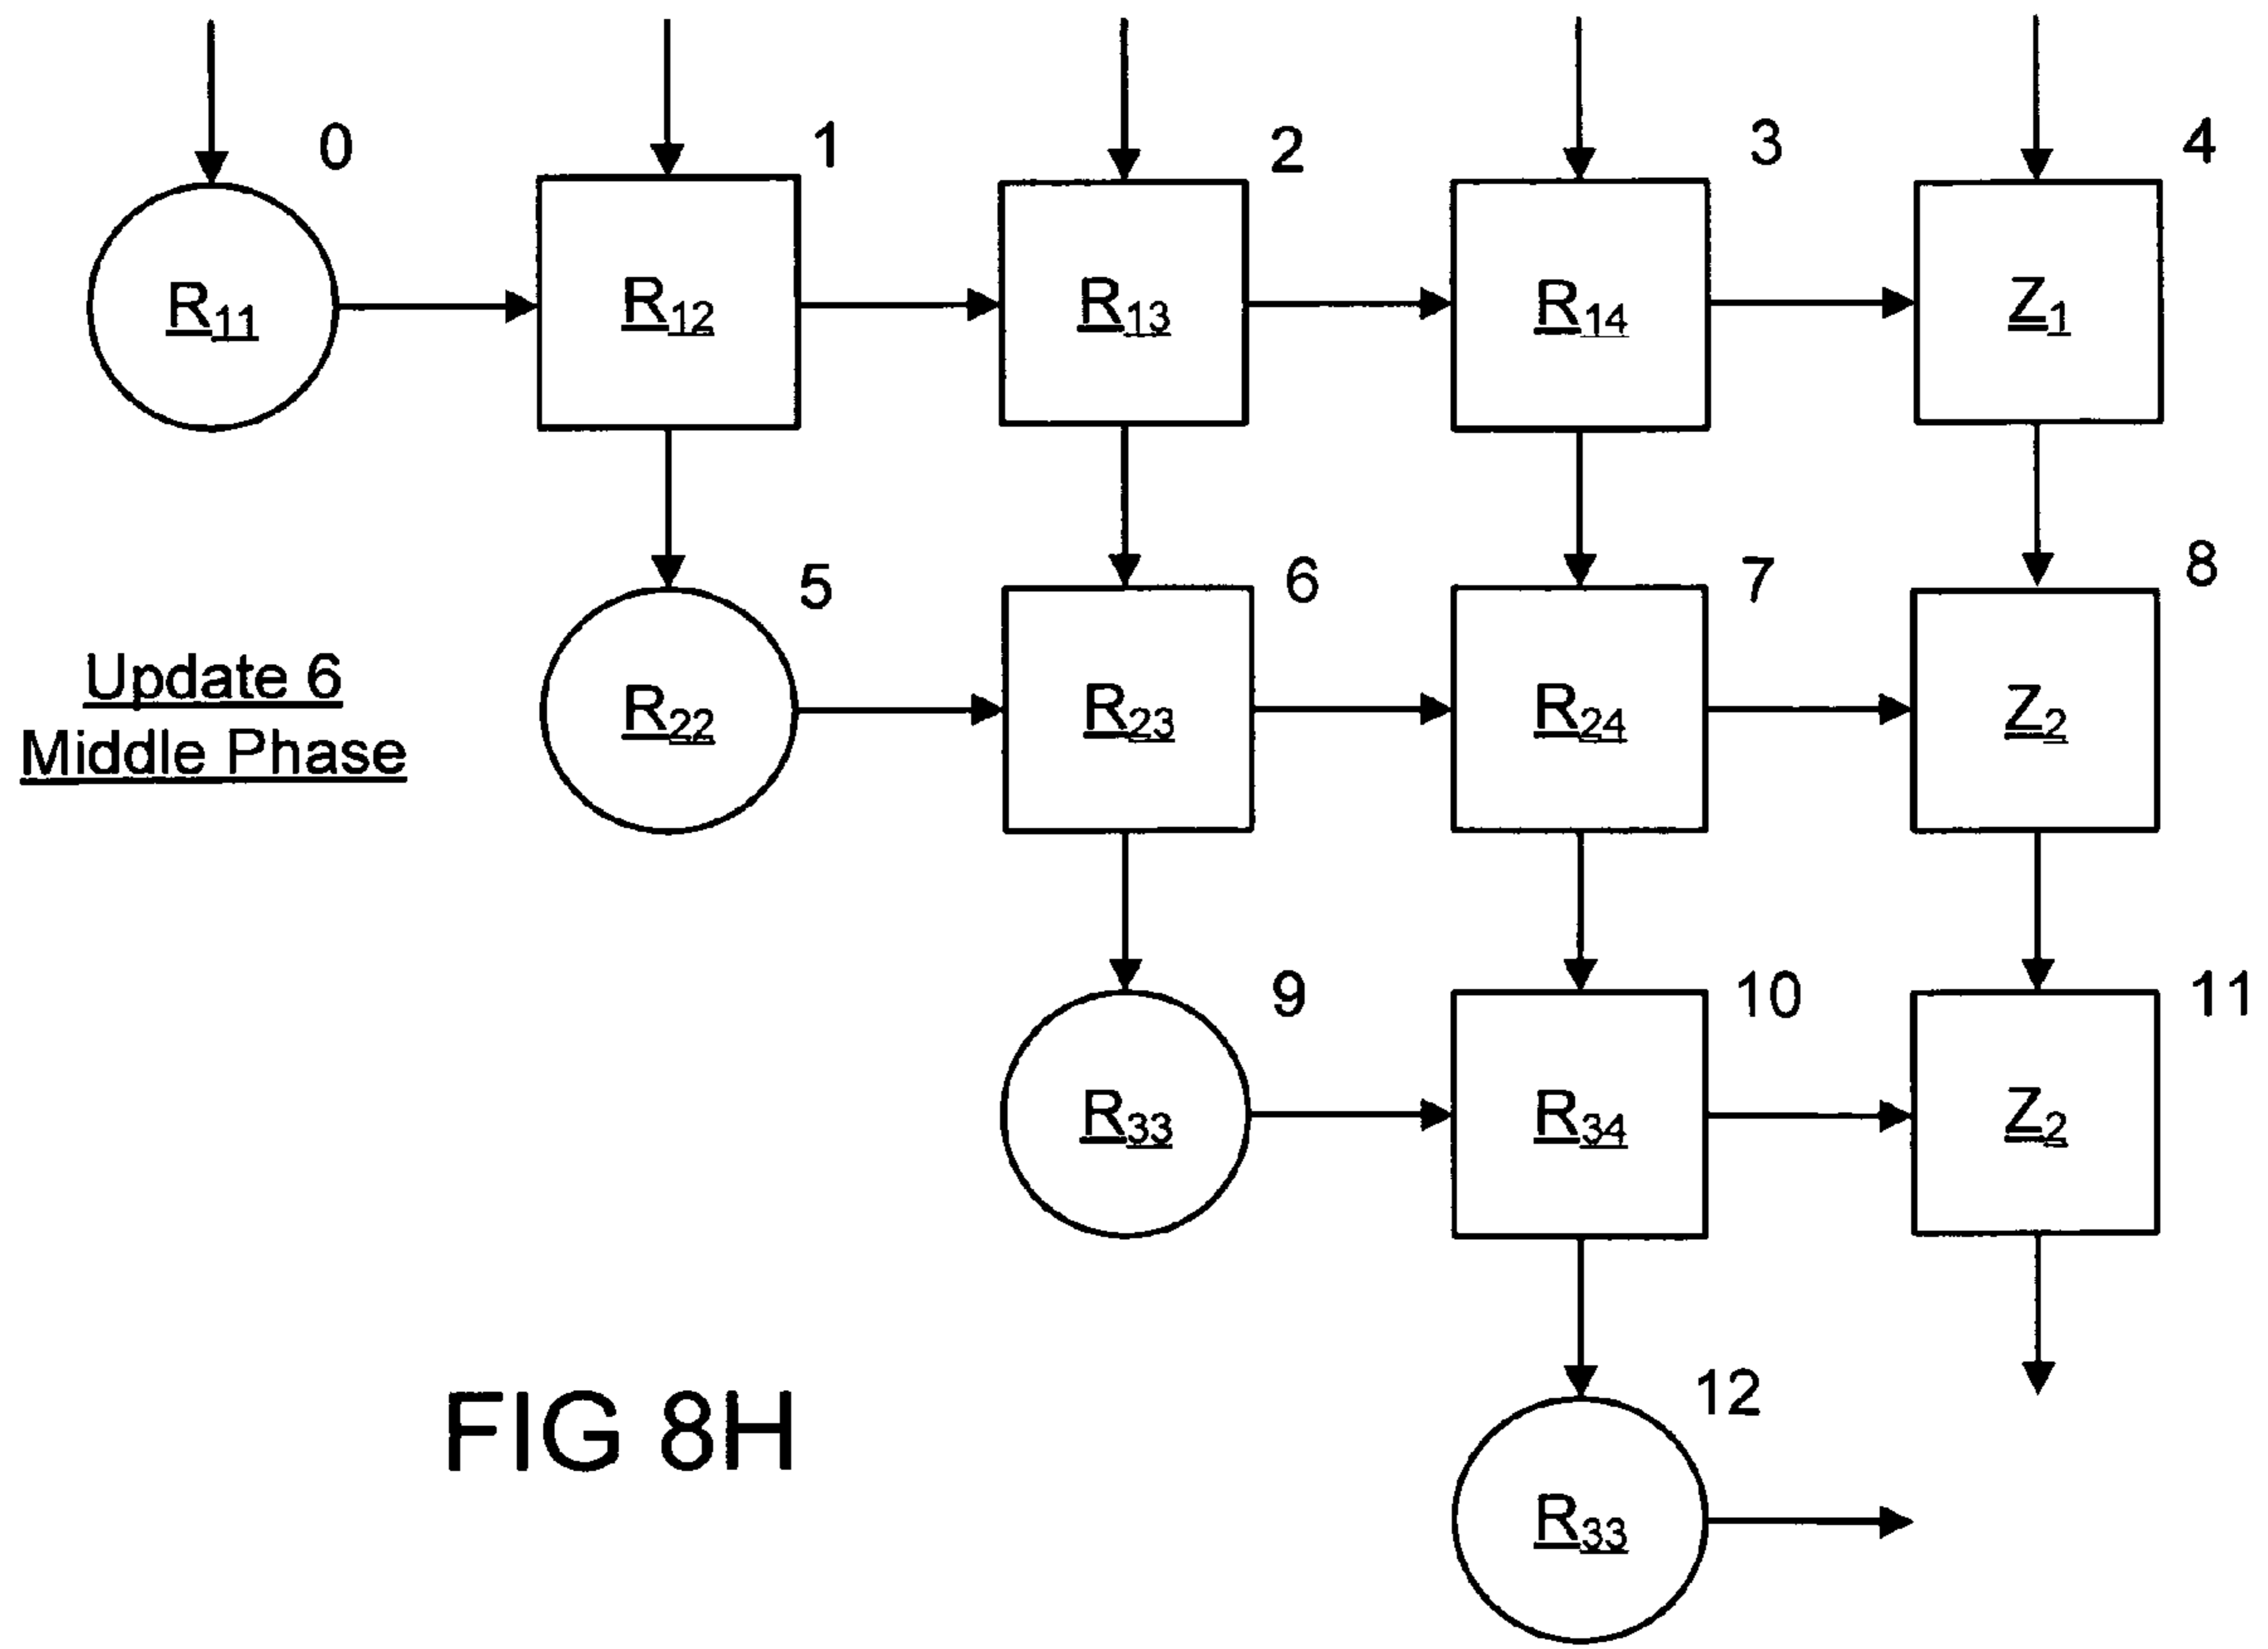 0 1 2 3 4
R11 R12 R13 R14 Z1
5 6 7 8
Update 6
Middle Phase
R22 R23 R24 Z2
9 10 11
R33 R34 Z2
12
FIG 8H
R33